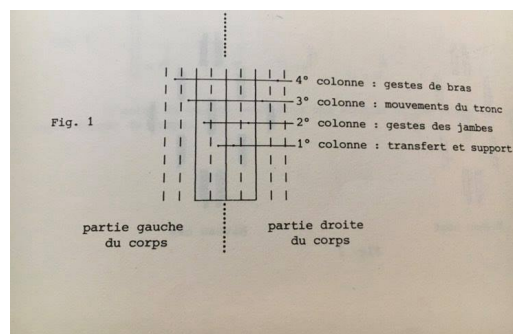 4° colonne : gestes de bras
3° colonne : mouvements du tronc
Fig. 1
2° colonne : gestes des jambes
1° colonne : transfert et support
partie gauche
du corps
partie droite
du corps